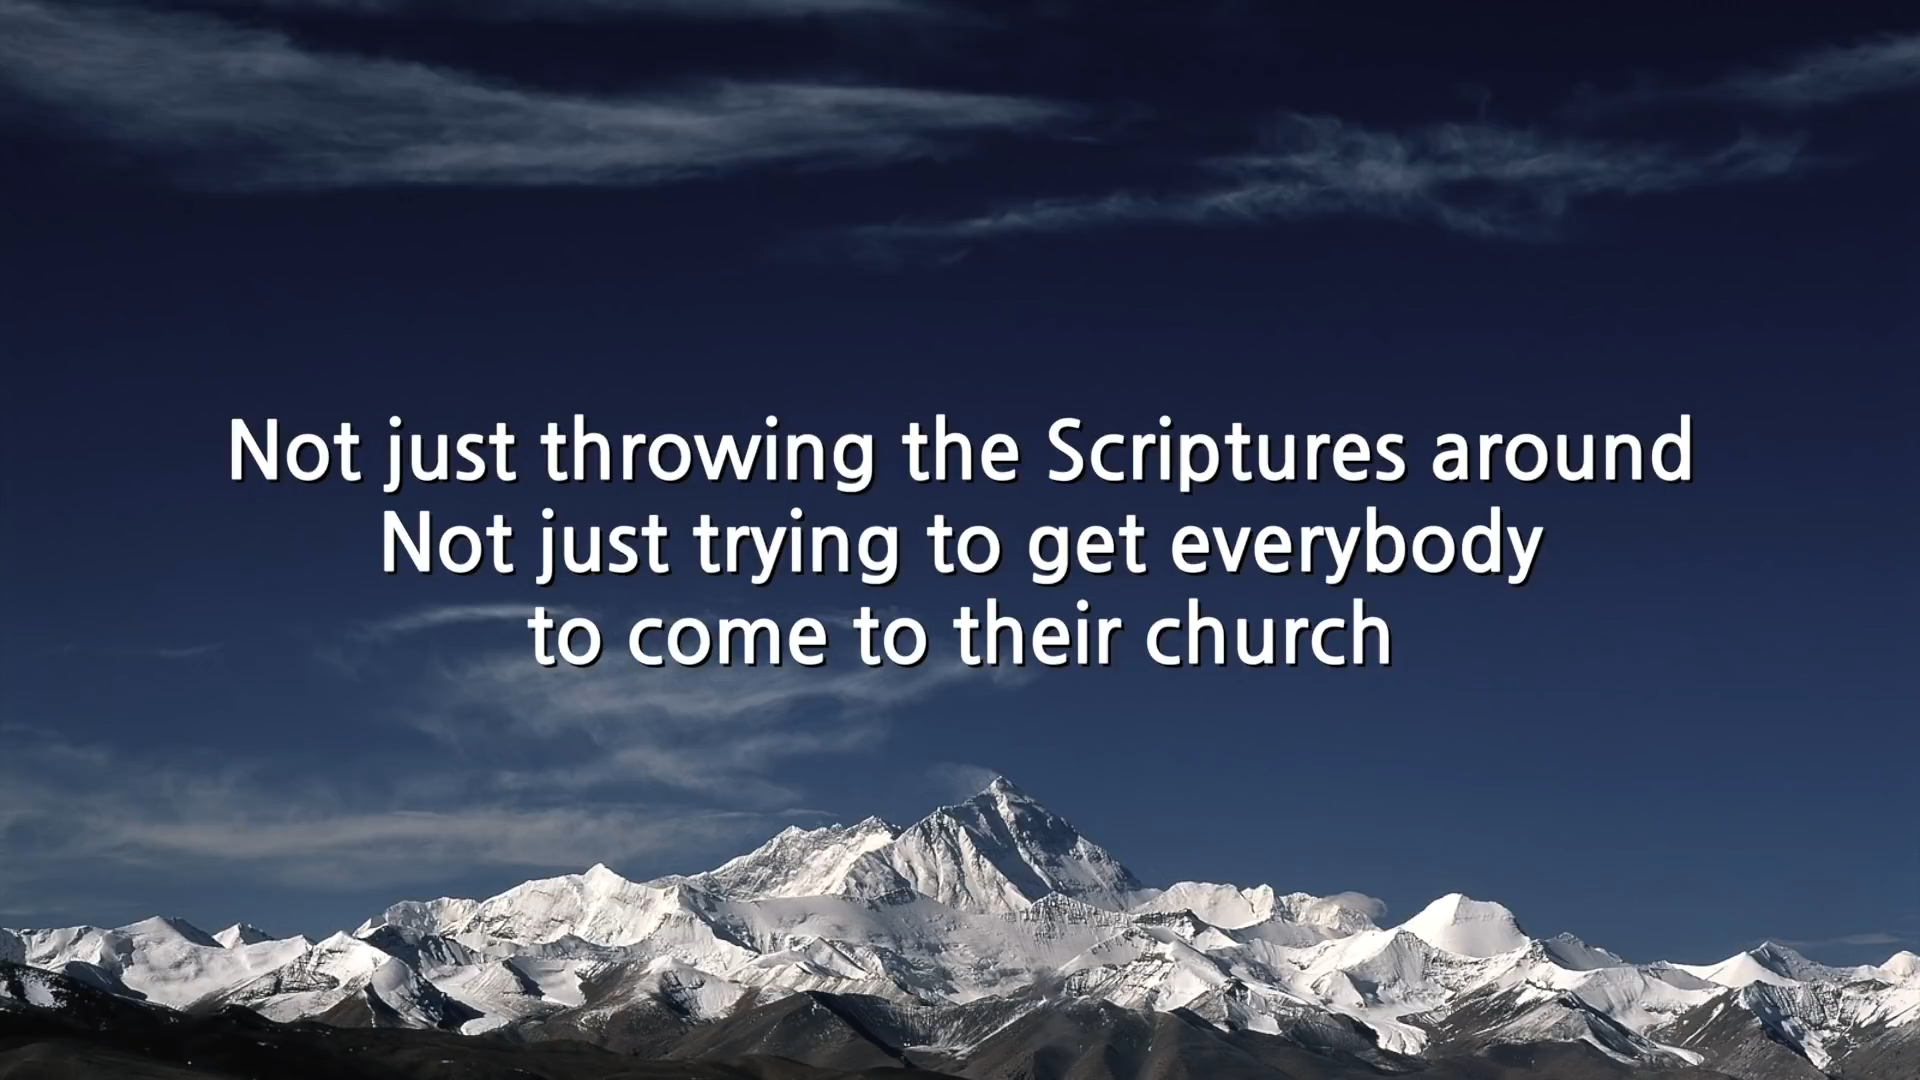 Not just throwing the Scriptures around
Not just trying to get everybody
to come to their church